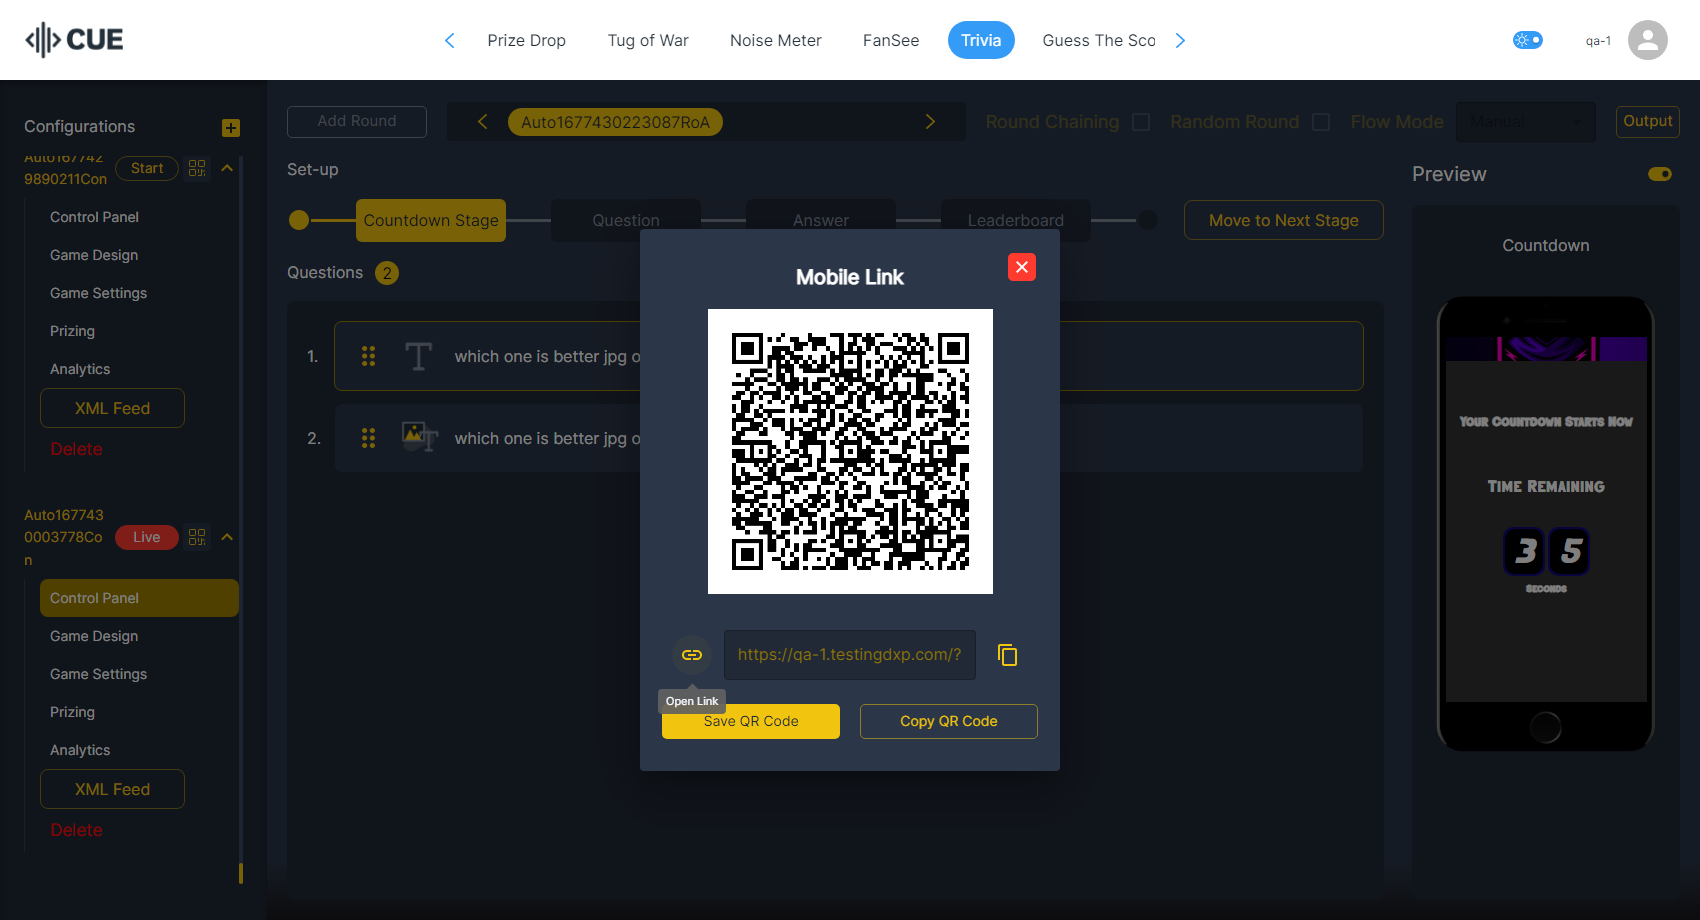 CUE
Prize Drop
Tug of War
Noise Meter
FanSee
Trivia
Guess The Sco
qa-1
Configurations
Auto167742
9890211Con
Start
Control Panel
Game Design
Game Settings
Prizing
Analytics
XML Feed
Delete
Auto167743
0003778Co
n
Live
Control Panel
Game Design
Game Settings
Prizing
Analytics
XML Feed
Delete
Add Round
Auto1677430223087RoA
Round Chaining
Random Round
Flow Mode
Manual
Output
Set-up
Countdown Stage
Question
Answer
Leaderboard
Move to Next Stage
Questions 2
1. which one is better jpg o
2. which one is better jpg o
Mobile Link
https://qa-1.testingdxp.com/?
Open Link
Save QR Code
Copy QR Code
Preview
Countdown
Your Countdown Starts Now
Time Remaining
35
Seconds